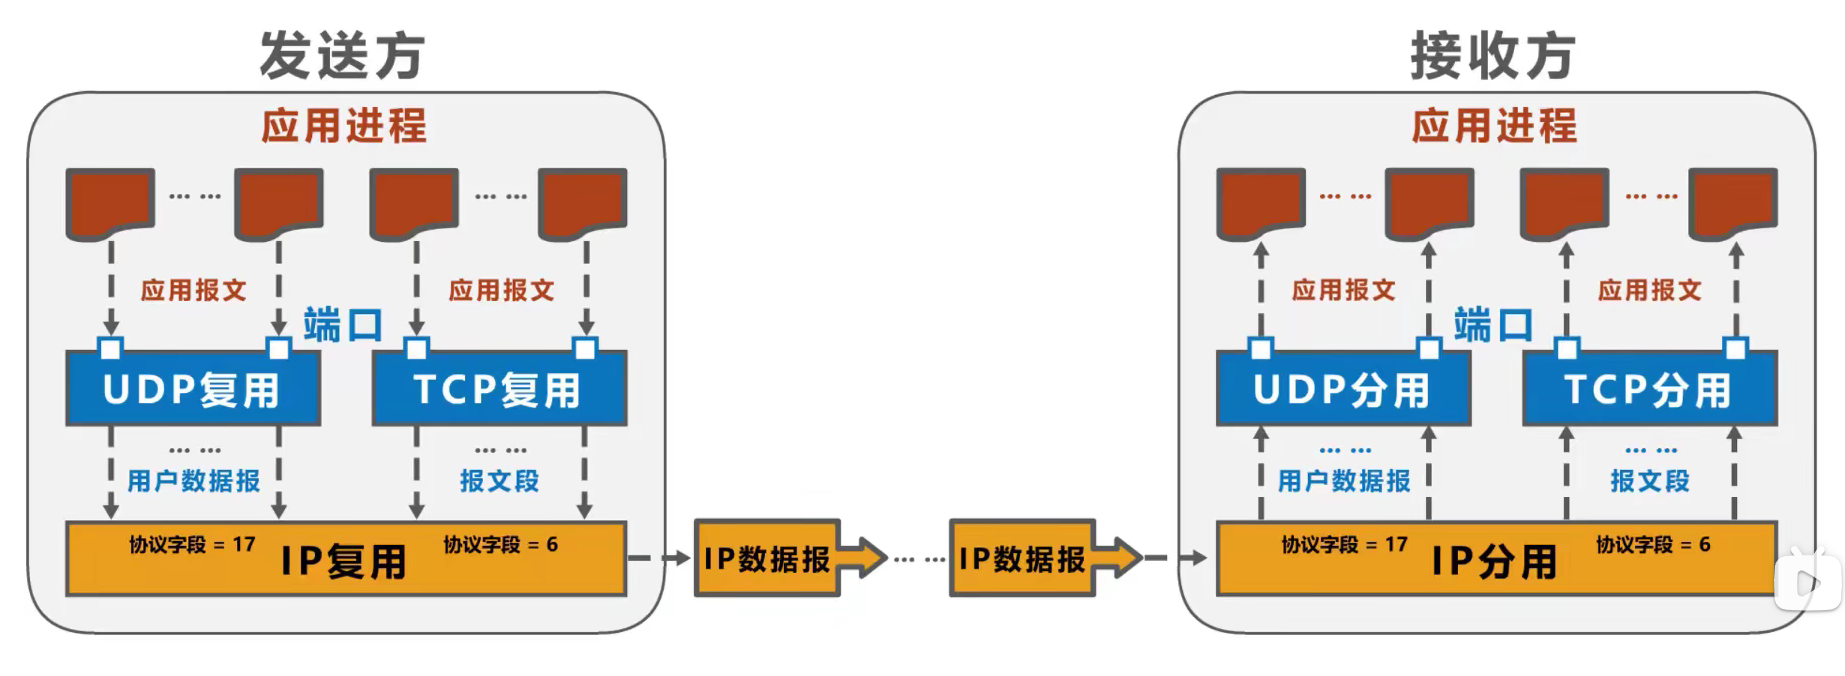 发送方
应用进程
… …
… …
应用报文
应用报文
端口
UDP复用
TCP复用
… …
… …
用户数据报
报文段
协议字段 = 17
协议字段 = 6
IP复用
IP数据报
… …
IP数据报
接收方
应用进程
… …
… …
应用报文
应用报文
端口
UDP分用
TCP分用
… …
… …
用户数据报
报文段
协议字段 = 17
协议字段 = 6
IP分用